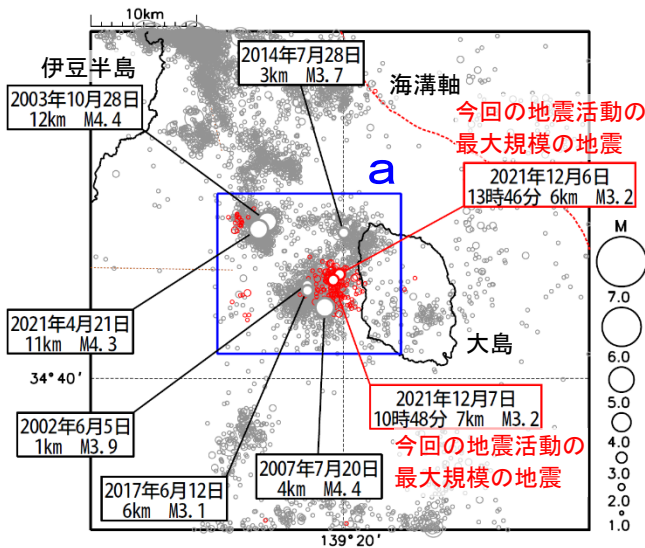 10km
伊豆半島
2014年7月28日
3km M3.7
海溝軸
2003年10月28日
12km M4.4
今回の地震活動の
最大規模の地震
a
2021年12月6日
13時46分 6km M3.2
M
7.0
6.0
5.0
4.0
3.0
2.0
1.0
2021年4月21日
11km M4.3
大島
34°40'
2021年12月7日
10時48分 7km M3.2
2002年6月5日
1km M3.9
今回の地震活動の
最大規模の地震
2007年7月20日
4km M4.4
2017年6月12日
6km M3.1
139°20'